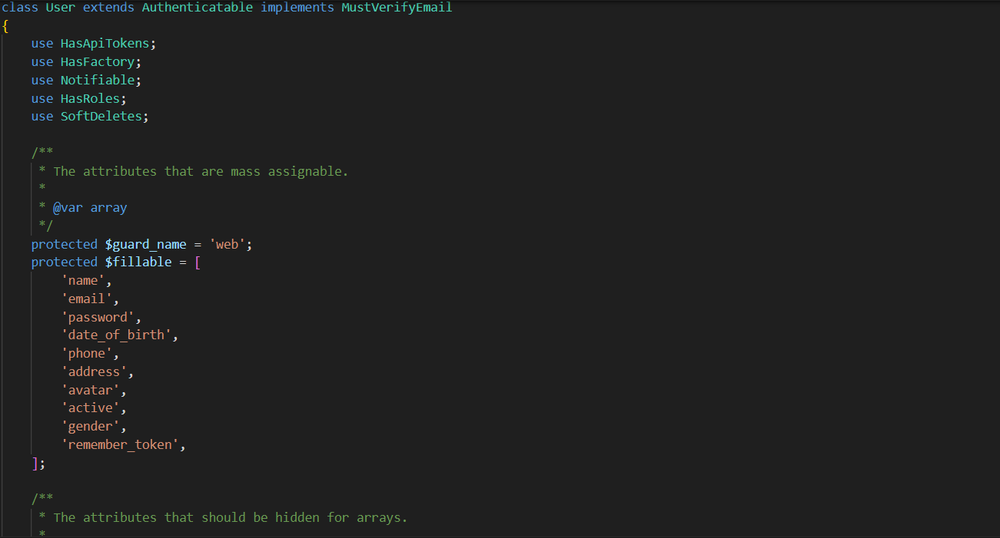 class User extends Authenticatable implements MustVerifyEmail
{
    use HasApiTokens;
    use HasFactory;
    use Notifiable;
    use HasRoles;
    use SoftDeletes;

    /**
     * The attributes that are mass assignable.
     *
     * @var array
     */
    protected $guard_name = 'web';
    protected $fillable = [
        'name',
        'email',
        'password',
        'date_of_birth',
        'phone',
        'address',
        'avatar',
        'active',
        'gender',
        'remember_token',
    ];

    /**
     * The attributes that should be hidden for arrays.
     *